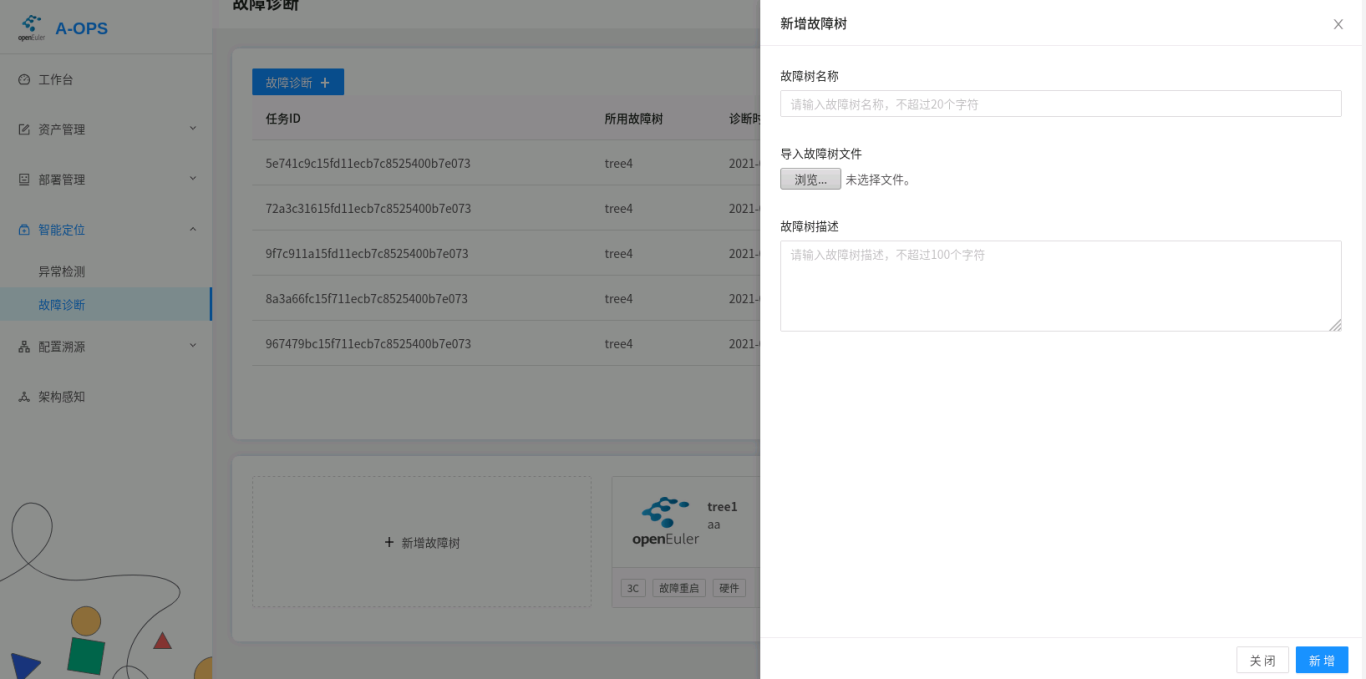 openEuler
A-OPS
工作台
资产管理
部署管理
智能定位
异常检测
故障诊断
配置溯源
架构感知
故障诊断
故障诊断 +
任务ID 所用故障树
5e741c9c15fd11ecb7c8525400b7e073 tree4 2021-
72a3c31615fd11ecb7c8525400b7e073 tree4 2021-
9f7c911a15fd11ecb7c8525400b7e073 tree4 2021-
8a3a66fc15f711ecb7c8525400b7e073 tree4 2021-
967479bc15f711ecb7c8525400b7e073 tree4 2021-
+ 新增故障树
openEuler
tree1
aa
3C 故障重启 硬件
新增故障树
故障树名称
请输入故障树名称，不超过20个字符
导入故障树文件
浏览... 未选择文件。
故障树描述
请输入故障树描述，不超过100个字符
关 闭 新 增